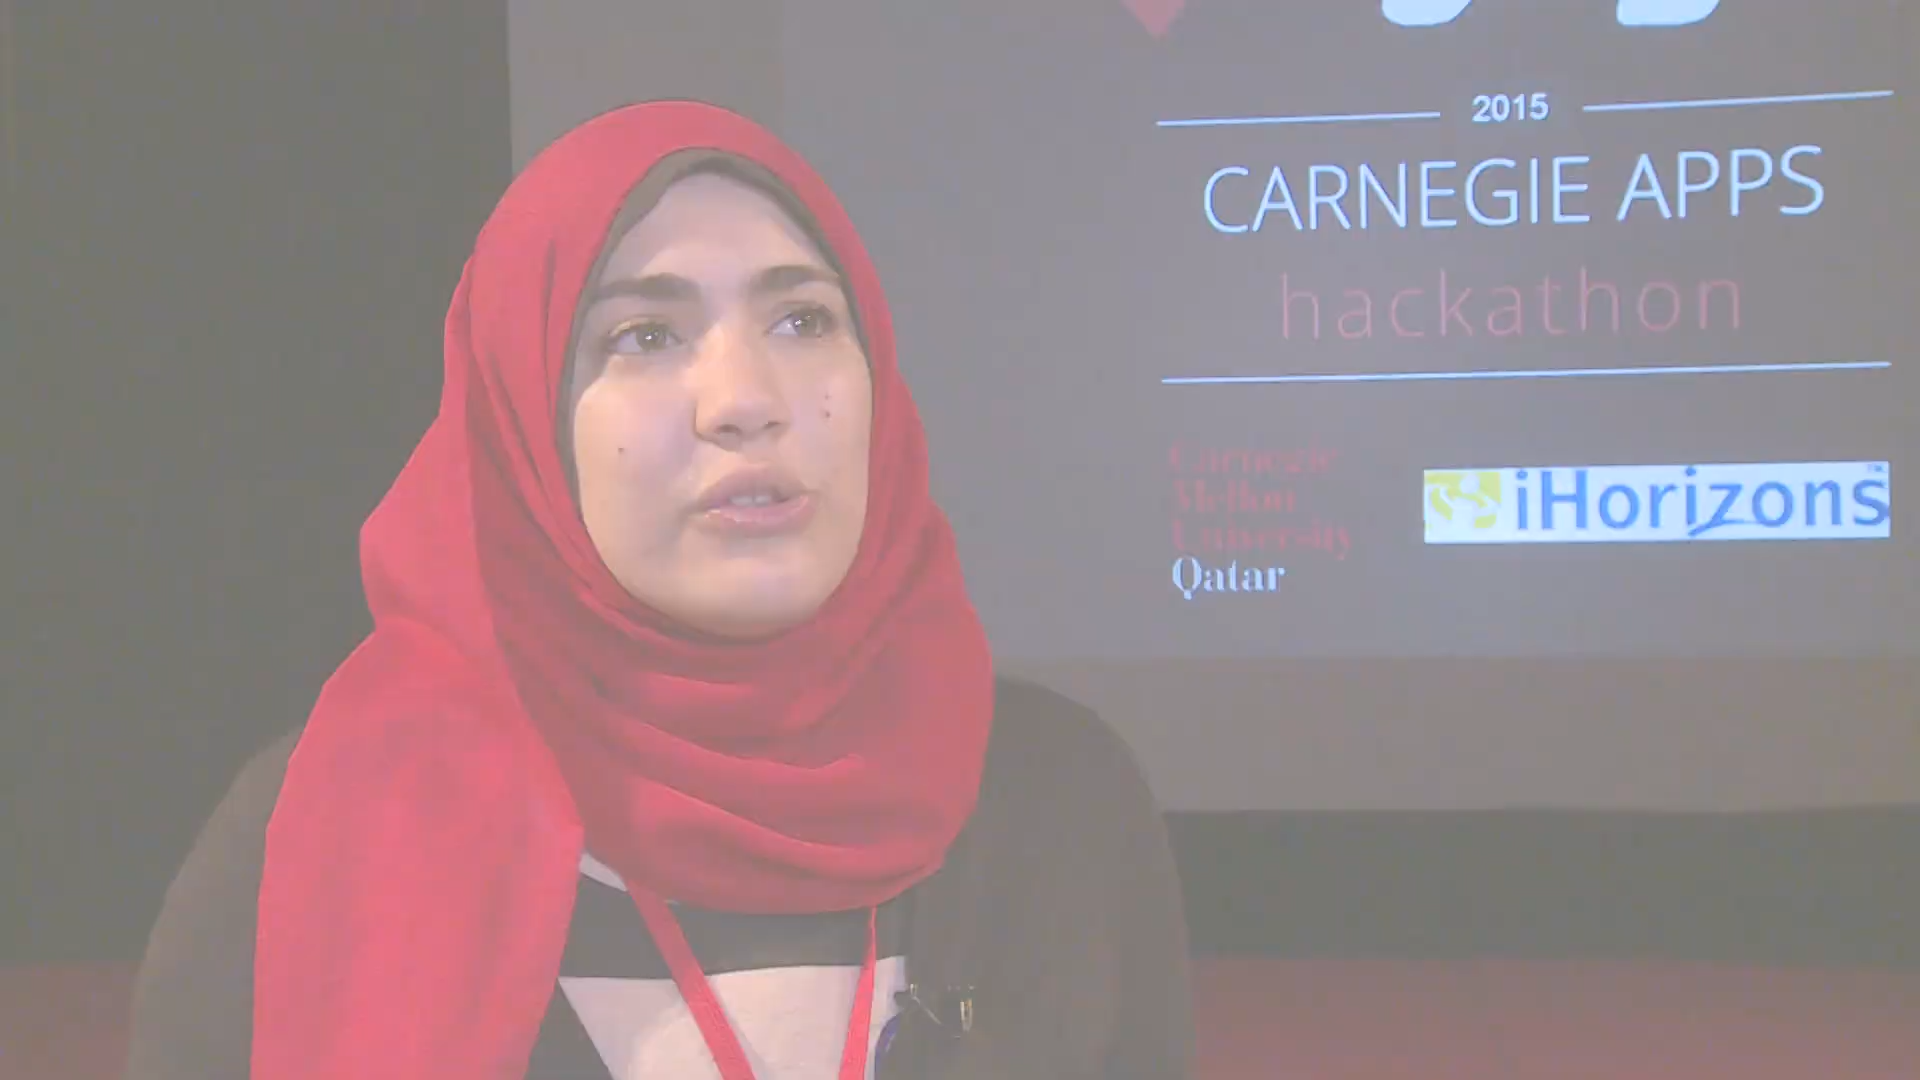 2015
CARNEGIE APPS
hackathon
Carnegie
Mellon
University
Qatar
iHorizons